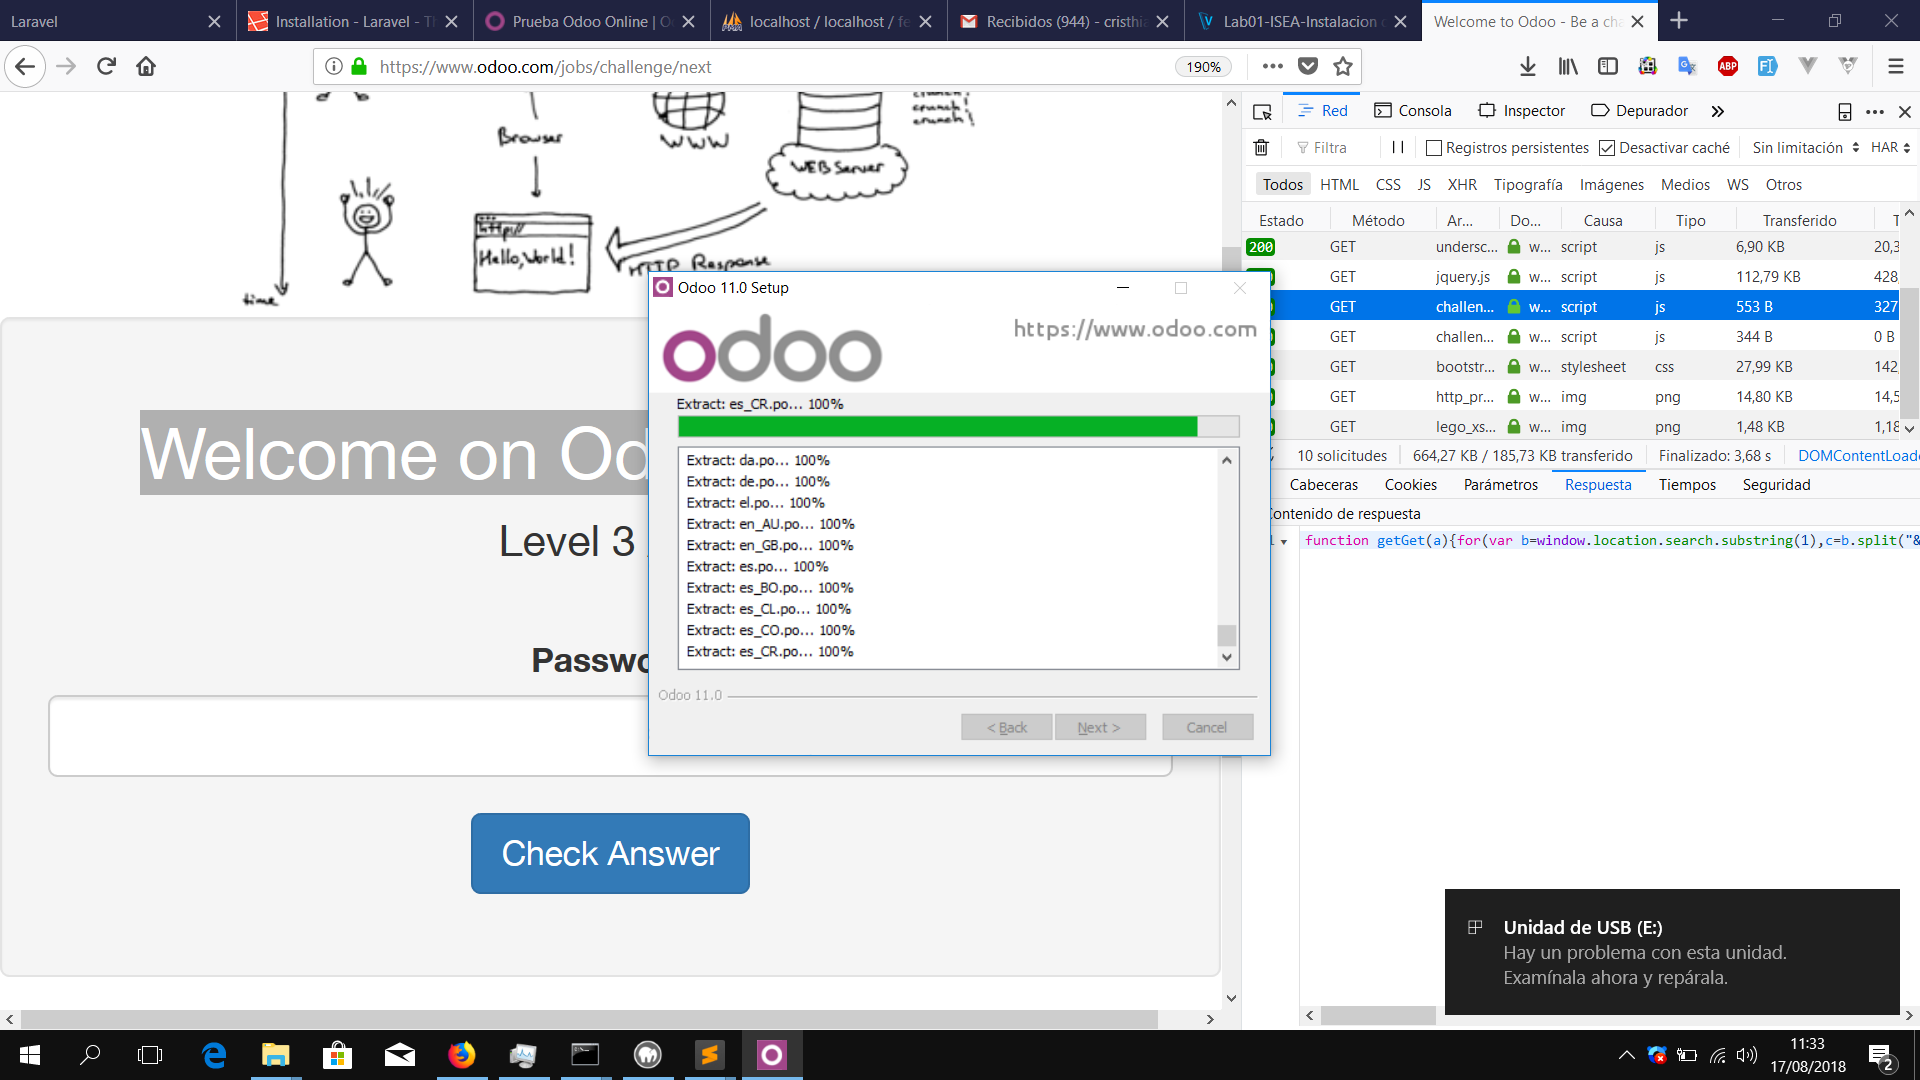 Laravel
Installation - Laravel - Th
Prueba Odoo Online | O
localhost / localhost / fe
Recibidos (944) - cristhi
Lab01-ISEA-Instalacion
Welcome to Odoo - Be a cha
https://www.odoo.com/jobs/challenge/next
190%
ABP
Red
Consola
Inspector
Depurador
Filtra
Registros persistentes
Desactivar caché
Sin limitación
HAR
Todos
HTML
CSS
JS
XHR
Tipografía
Imágenes
Medios
WS
Otros
Estado
Método
Ar...
Do...
Causa
Tipo
Transferido
T
200 GET undersc... w... script js 6,90 KB 20,3
GET jquery.js w... script js 112,79 KB 428,
GET challen... w... script js 553 B 327
GET challen... w... script js 344 B 0 B
GET bootstr... w... stylesheet css 27,99 KB 142,
GET http_pr... w... img png 14,80 KB 14,5
GET lego_xs... w... img png 1,48 KB 1,18
10 solicitudes
664,27 KB / 185,73 KB transferido
Finalizado: 3,68 s
DOMContentLoade
Cabeceras
Cookies
Parámetros
Respuesta
Tiempos
Seguridad
Contenido de respuesta
1
function getGet(a){for(var b=window.location.search.substring(1),c=b.split("&
Browser
WWW
crunch!
crunch!
WEB Server
http://
Hello, World!
HTTP Response
time
Welcome on Od
Level 3
Passwo
Check Answer
Odoo 11.0 Setup
odoo
https://www.odoo.com
Extract: es_CR.po... 100%
Extract: da.po... 100%
Extract: de.po... 100%
Extract: el.po... 100%
Extract: en_AU.po... 100%
Extract: en_GB.po... 100%
Extract: es.po... 100%
Extract: es_BO.po... 100%
Extract: es_CL.po... 100%
Extract: es_CO.po... 100%
Extract: es_CR.po... 100%
Odoo 11.0
< Back
Next >
Cancel
Unidad de USB (E:)
Hay un problema con esta unidad.
Examínala ahora y repárala.
11:33
17/08/2018
2